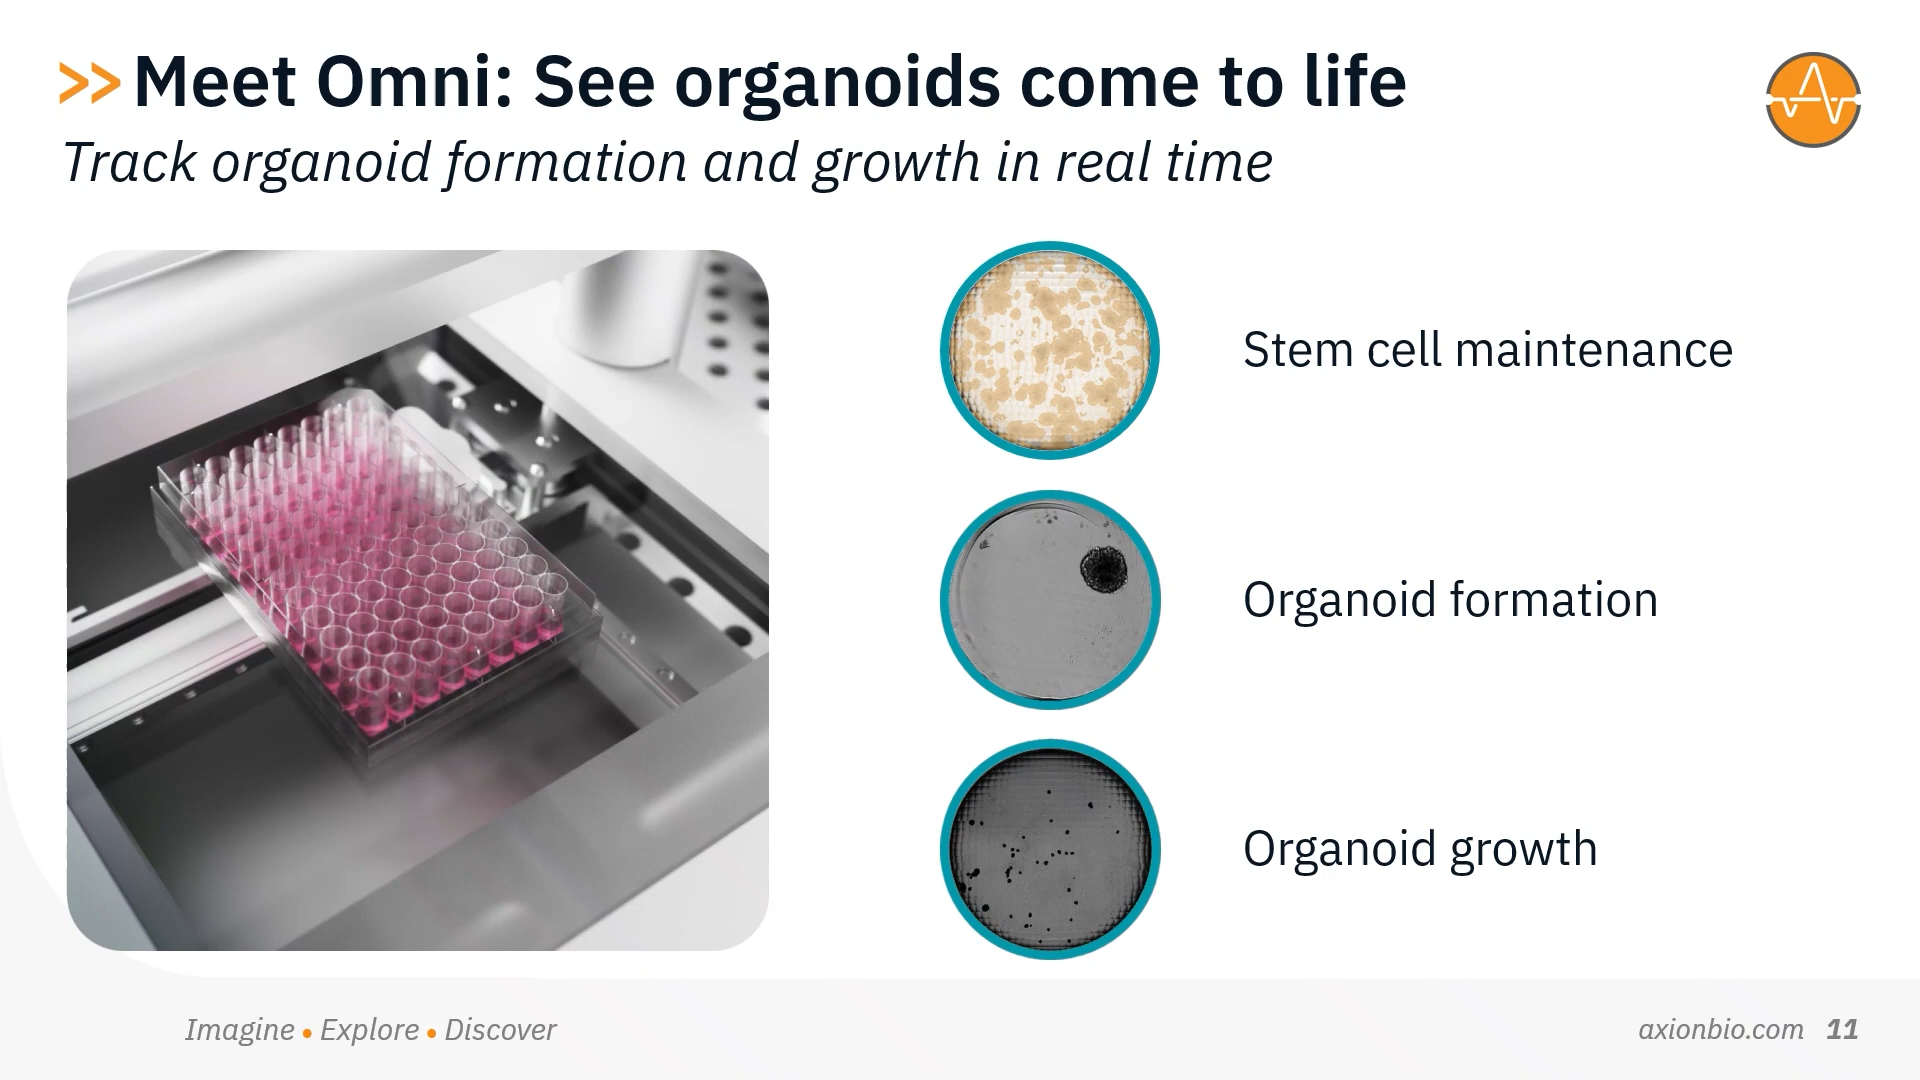 >> Meet Omni: See organoids come to life
Track organoid formation and growth in real time
Stem cell maintenance
Organoid formation
Organoid growth
Imagine • Explore • Discover
axionbio.com 11